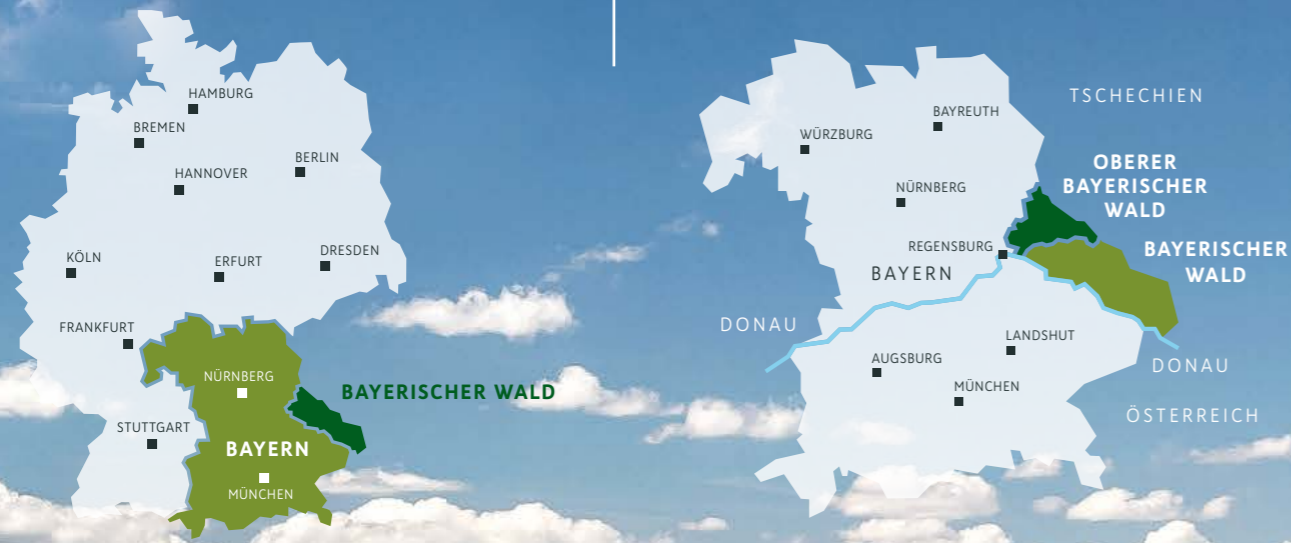 HAMBURG
BREMEN
HANNOVER
BERLIN
KÖLN
ERFURT
DRESDEN
FRANKFURT
NÜRNBERG
BAYERISCHER WALD
STUTTGART
BAYERN
MÜNCHEN
TSCHECHIEN
BAYREUTH
WÜRZBURG
OBERER
BAYERISCHER
WALD
NÜRNBERG
REGENSBURG
BAYERISCHER
WALD
BAYERN
DONAU
LANDSHUT
AUGSBURG
DONAU
MÜNCHEN
ÖSTERREICH